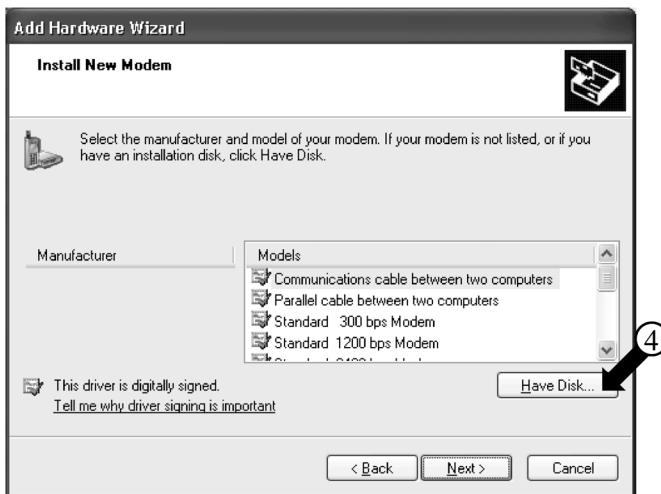 Add Hardware Wizard
Install New Modem
Select the manufacturer and model of your modem. If your modem is not listed, or if you
have an installation disk, click Have Disk.
Manufacturer
Models
Communications cable between two computers
Parallel cable between two computers
Standard 300 bps Modem
Standard 1200 bps Modem
4
This driver is digitally signed.
Have Disk...
Tell me why driver signing is important
< Back Next > Cancel